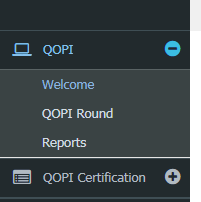 QOPI
Welcome
QOPI Round
Reports
QOPI Certification